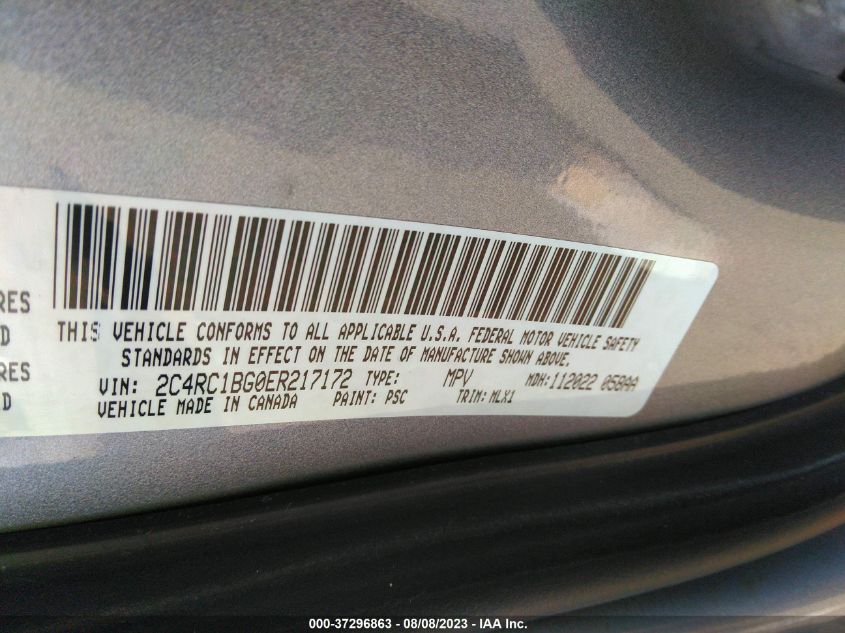 RES
D
RES
D
THIS VEHICLE CONFORMS TO ALL APPLICABLE U.S.A. FEDERAL MOTOR VEHICLE SAFETY
STANDARDS IN EFFECT ON THE DATE OF MANUFACTURE SHOWN ABOVE.
VIN: 2C4RC1BG0ER217172 TYPE: MPV MDH:112022 058AA
VEHICLE MADE IN CANADA PAINT: PSC TRIM: MLX1
000-37296863 - 08/08/2023 - IAA Inc.